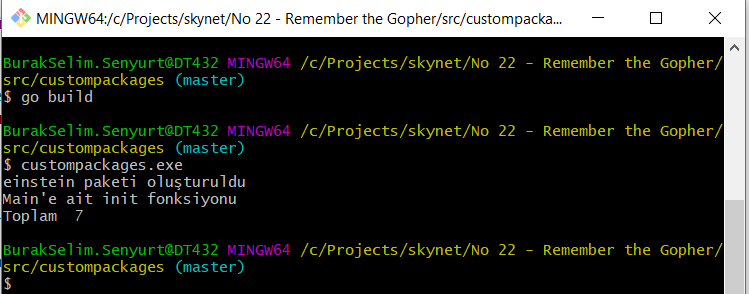 MINGW64:/c/Projects/skynet/No 22 - Remember the Gopher/src/custompacka...
BurakSelim.Senyurt@DT432 MINGW64 /c/Projects/skynet/No 22 - Remember the Gopher/
src/custompackages (master)
$ go build
BurakSelim.Senyurt@DT432 MINGW64 /c/Projects/skynet/No 22 - Remember the Gopher/
src/custompackages (master)
$ custompackages.exe
einstein paketi oluşturuldu
Main'e ait init fonksiyonu
Toplam  7
BurakSelim.Senyurt@DT432 MINGW64 /c/Projects/skynet/No 22 - Remember the Gopher/
src/custompackages (master)
$